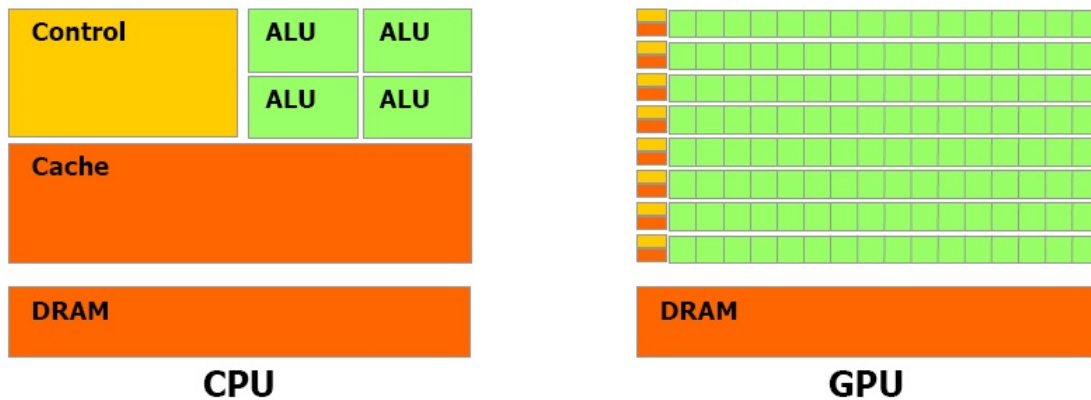 Control
ALU ALU
ALU ALU
Cache
DRAM
CPU
DRAM
GPU